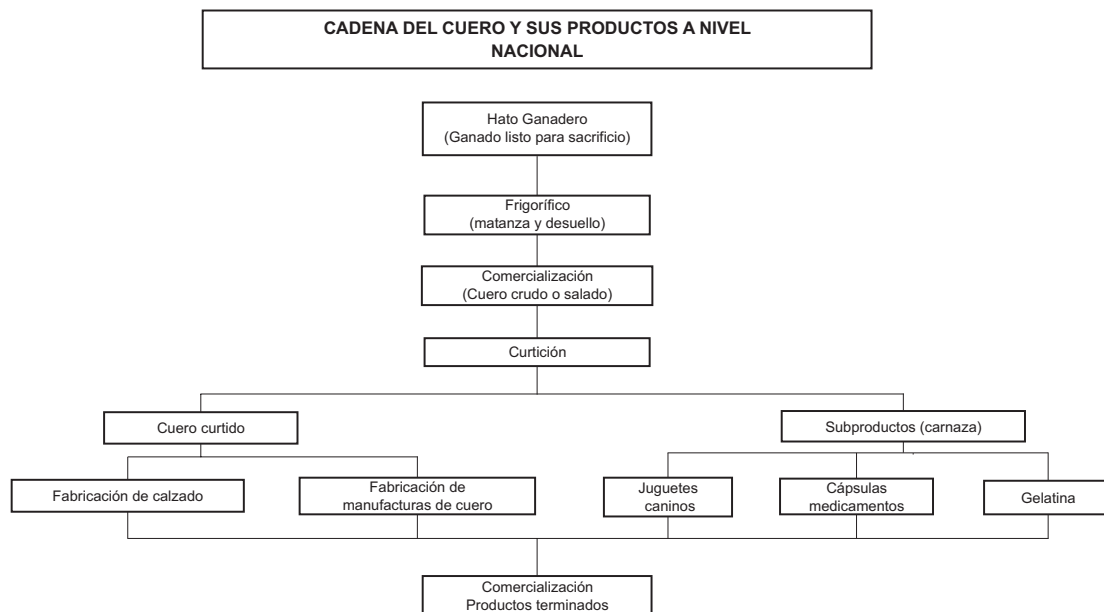 CADENA DEL CUERO Y SUS PRODUCTOS A NIVEL
NACIONAL
Hato Ganadero
(Ganado listo para sacrificio)
Frigorífico
(matanza y desuello)
Comercialización
(Cuero crudo o salado)
Curtición
Cuero curtido
Subproductos (carnaza)
Fabricación de calzado
Fabricación de
manufacturas de cuero
Juguetes
caninos
Cápsulas
medicamentos
Gelatina
Comercialización
Productos terminados